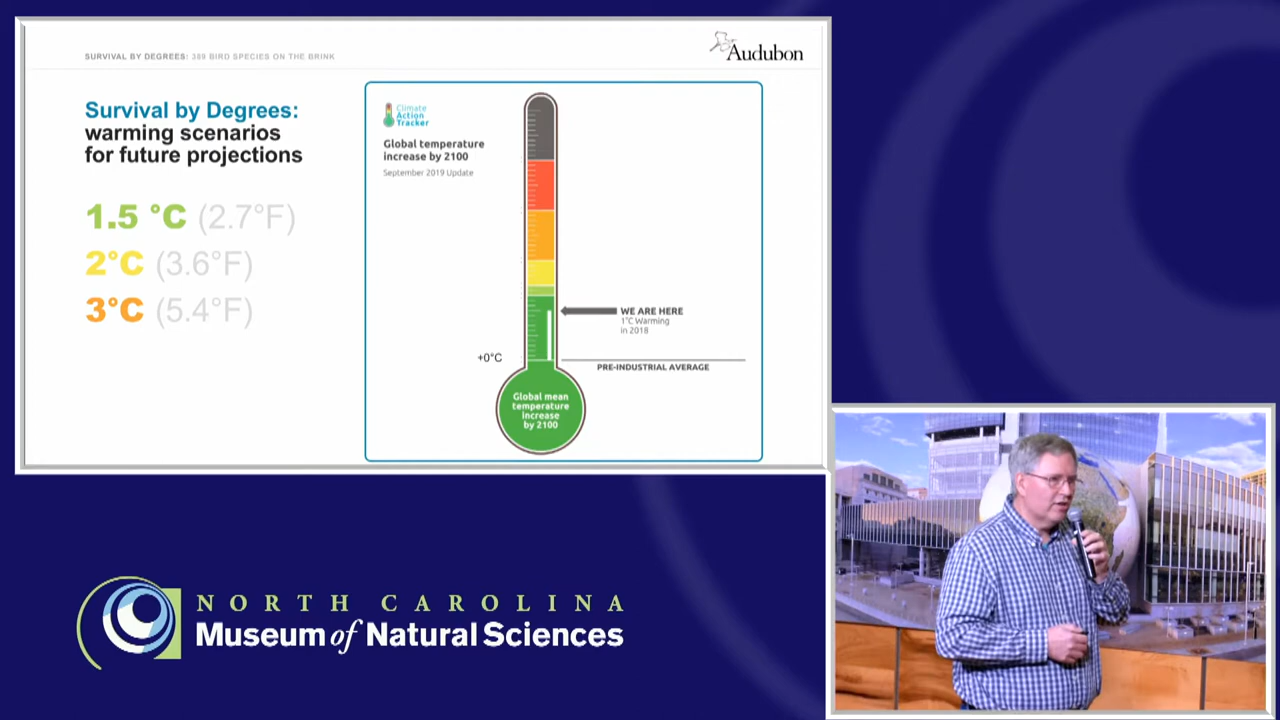 SURVIVAL BY DEGREES: 389 BIRD SPECIES ON THE BRINK
Audubon
Survival by Degrees:
warming scenarios
for future projections
1.5 °C (2.7°F)
2°C (3.6°F)
3°C (5.4°F)
Climate
Action
Tracker
Global temperature
increase by 2100
September 2019 Update
WE ARE HERE
1°C Warming
in 2018
+0°C
PRE-INDUSTRIAL AVERAGE
Global mean
temperature
increase
by 2100
NORTH CAROLINA
Museum of Natural Sciences